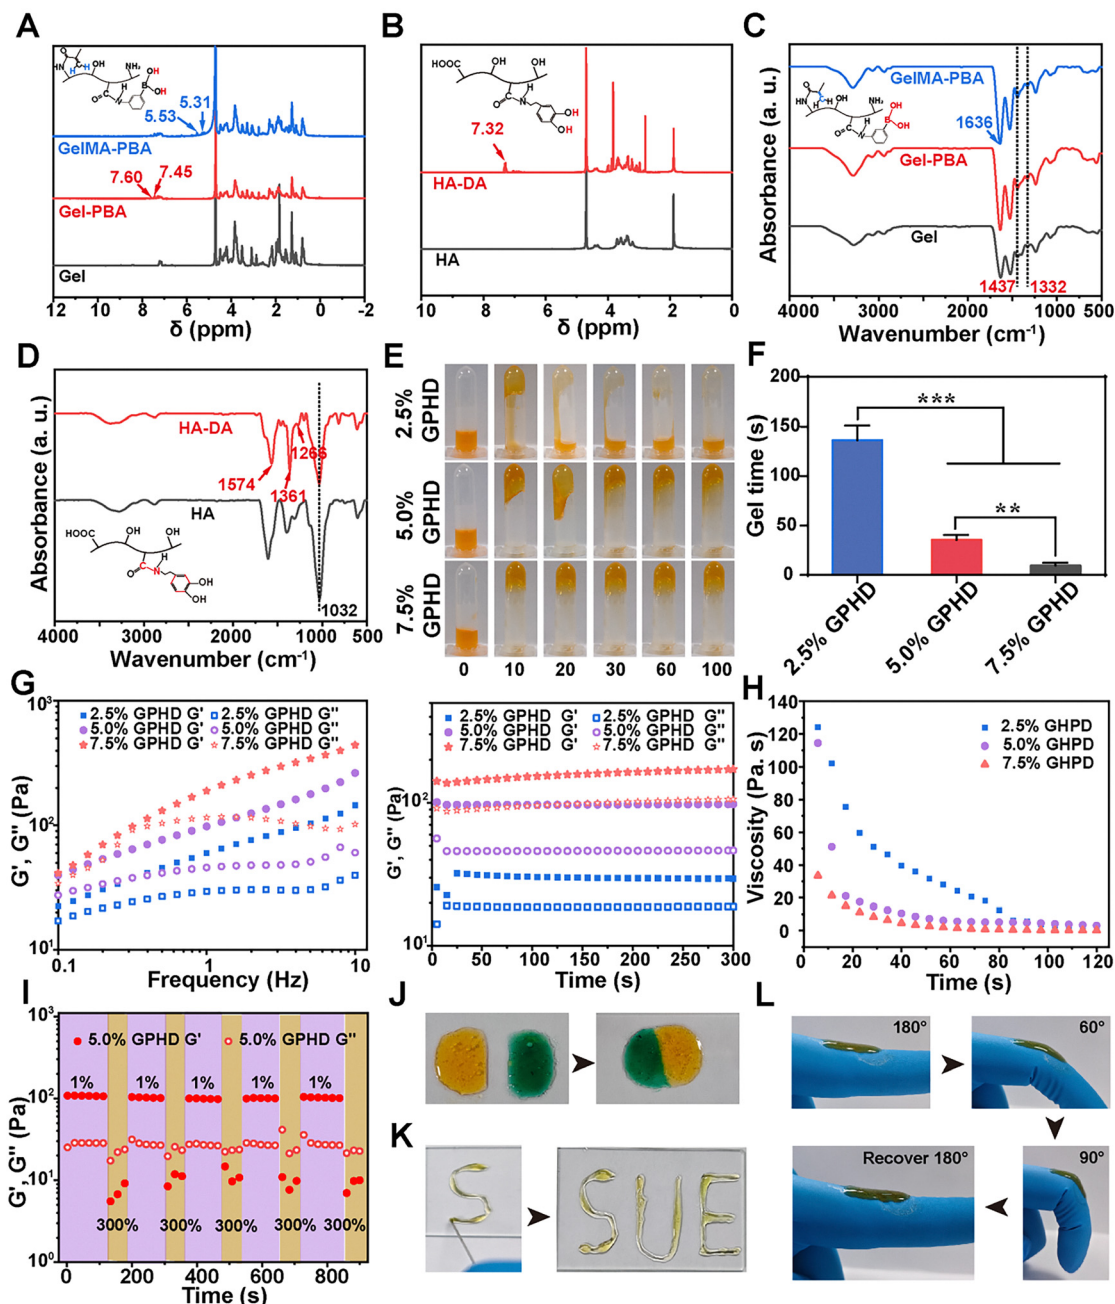 A
GelMA-PBA
5.53
5.31
Gel-PBA
7.60
7.45
Gel
OH
NH₂
HN
O
C
H H
OH
B
OH
O=C
N
H
12 10 8 6 4 2 0 -2
δ (ppm)
B
HOOC
OH
OH
O=C
N
H
OH
OH
7.32
HA-DA
HA
10 8 6 4 2 0
δ (ppm)
C
Absorbance (a. u.)
GelMA-PBA
1636
Gel-PBA
Gel
1437
1332
4000 3000 2000 1000 500
Wavenumber (cm⁻¹)
D
Absorbance (a. u.)
HA-DA
1266
1574
1361
HA
HOOC
OH
OH
O=C
N
H
OH
OH
1032
4000 3000 2000 1000 500
Wavenumber (cm⁻¹)
E
2.5% GPHD
5.0% GPHD
7.5% GPHD
0 10 20 30 60 100
F
Gel time (s)
200
150
100
50
0
***
**
2.5% GPHD
5.0% GPHD
7.5% GPHD
G
G', G'' (Pa)
10³
10²
10¹
2.5% GPHD G' 2.5% GPHD G''
5.0% GPHD G' 5.0% GPHD G''
7.5% GPHD G' 7.5% GPHD G''
0.1 1 10
Frequency (Hz)
G', G'' (Pa)
10²
10¹
2.5% GPHD G' 2.5% GPHD G''
5.0% GPHD G' 5.0% GPHD G''
7.5% GPHD G' 7.5% GPHD G''
0 50 100 150 200 250 300
Time (s)
H
Viscosity (Pa. s)
140
120
100
80
60
40
20
0
2.5% GHPD
5.0% GHPD
7.5% GHPD
0 20 40 60 80 100 120
Time (s)
I
G', G'' (Pa)
10³
10²
10¹
10⁰
5.0% GPHD G' 5.0% GPHD G''
1% 1% 1% 1% 1%
300% 300% 300% 300% 300%
0 200 400 600 800
Time (s)
J
K
SUE
L
180°
60°
90°
Recover 180°